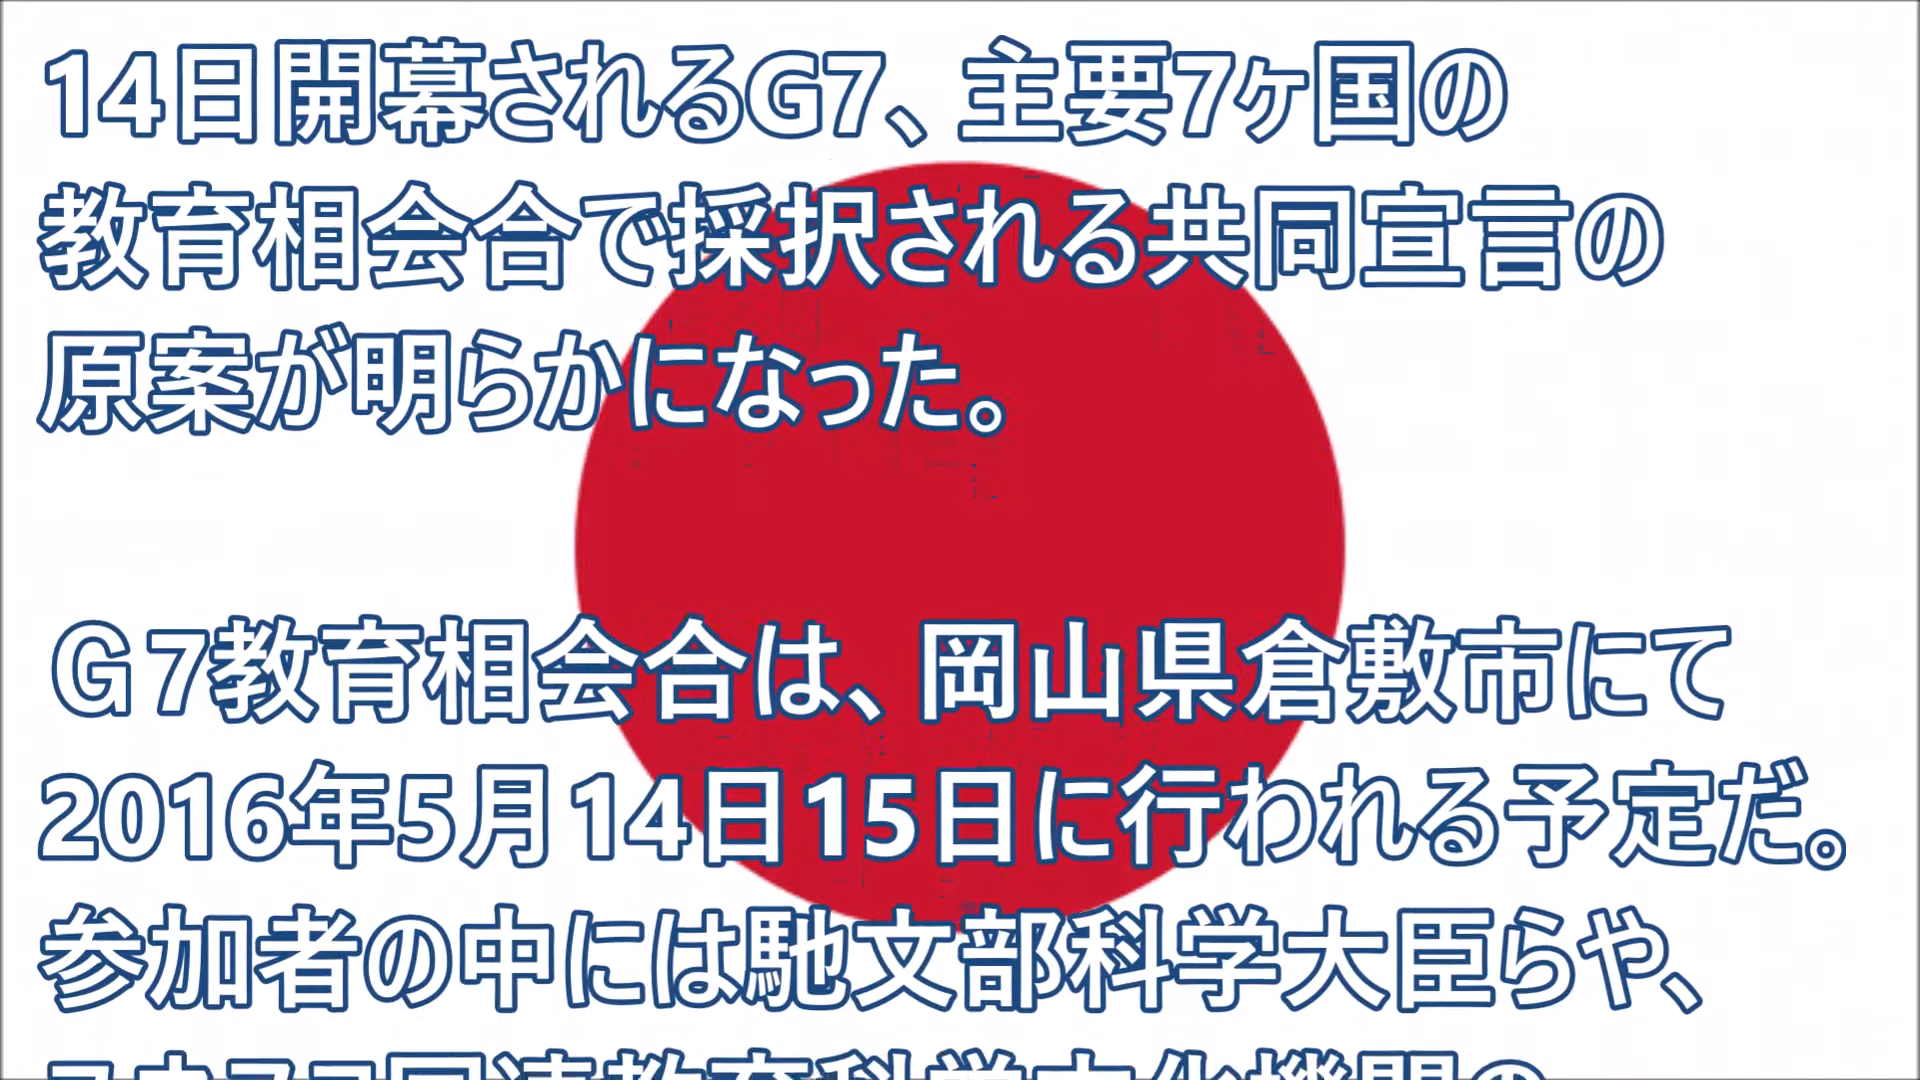 14日開幕されるG7、主要7ヶ国の
教育相会合で採択される共同宣言の
原案が明らかになった。
Ｇ7教育相会合は、岡山県倉敷市にて
2016年5月14日15日に行われる予定だ。
参加者の中には馳文部科学大臣らや、